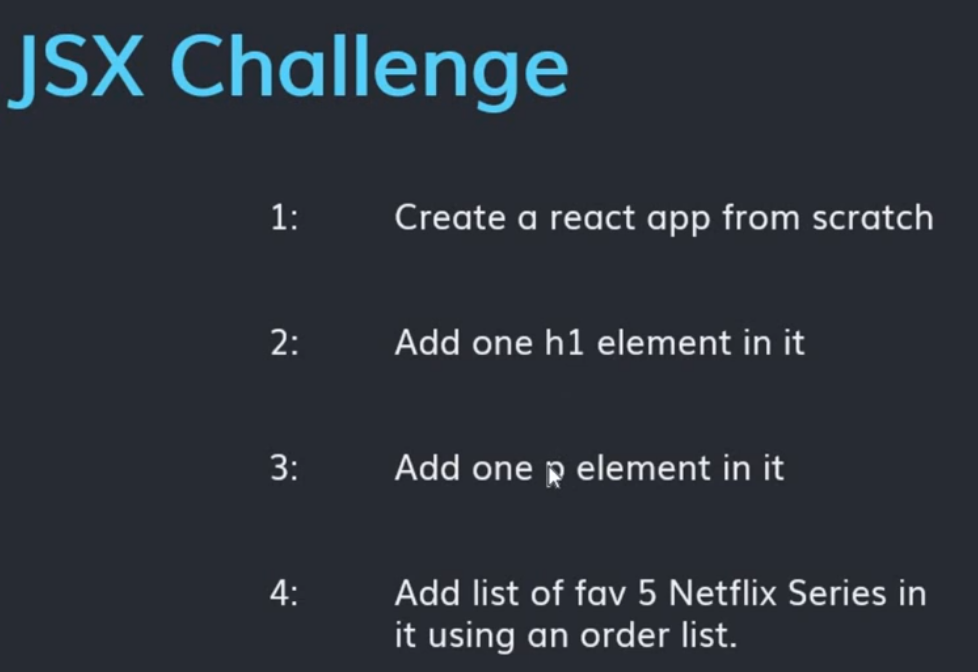 JSX Challenge
1: Create a react app from scratch
2: Add one h1 element in it
3: Add one p element in it
4: Add list of fav 5 Netflix Series in
it using an order list.